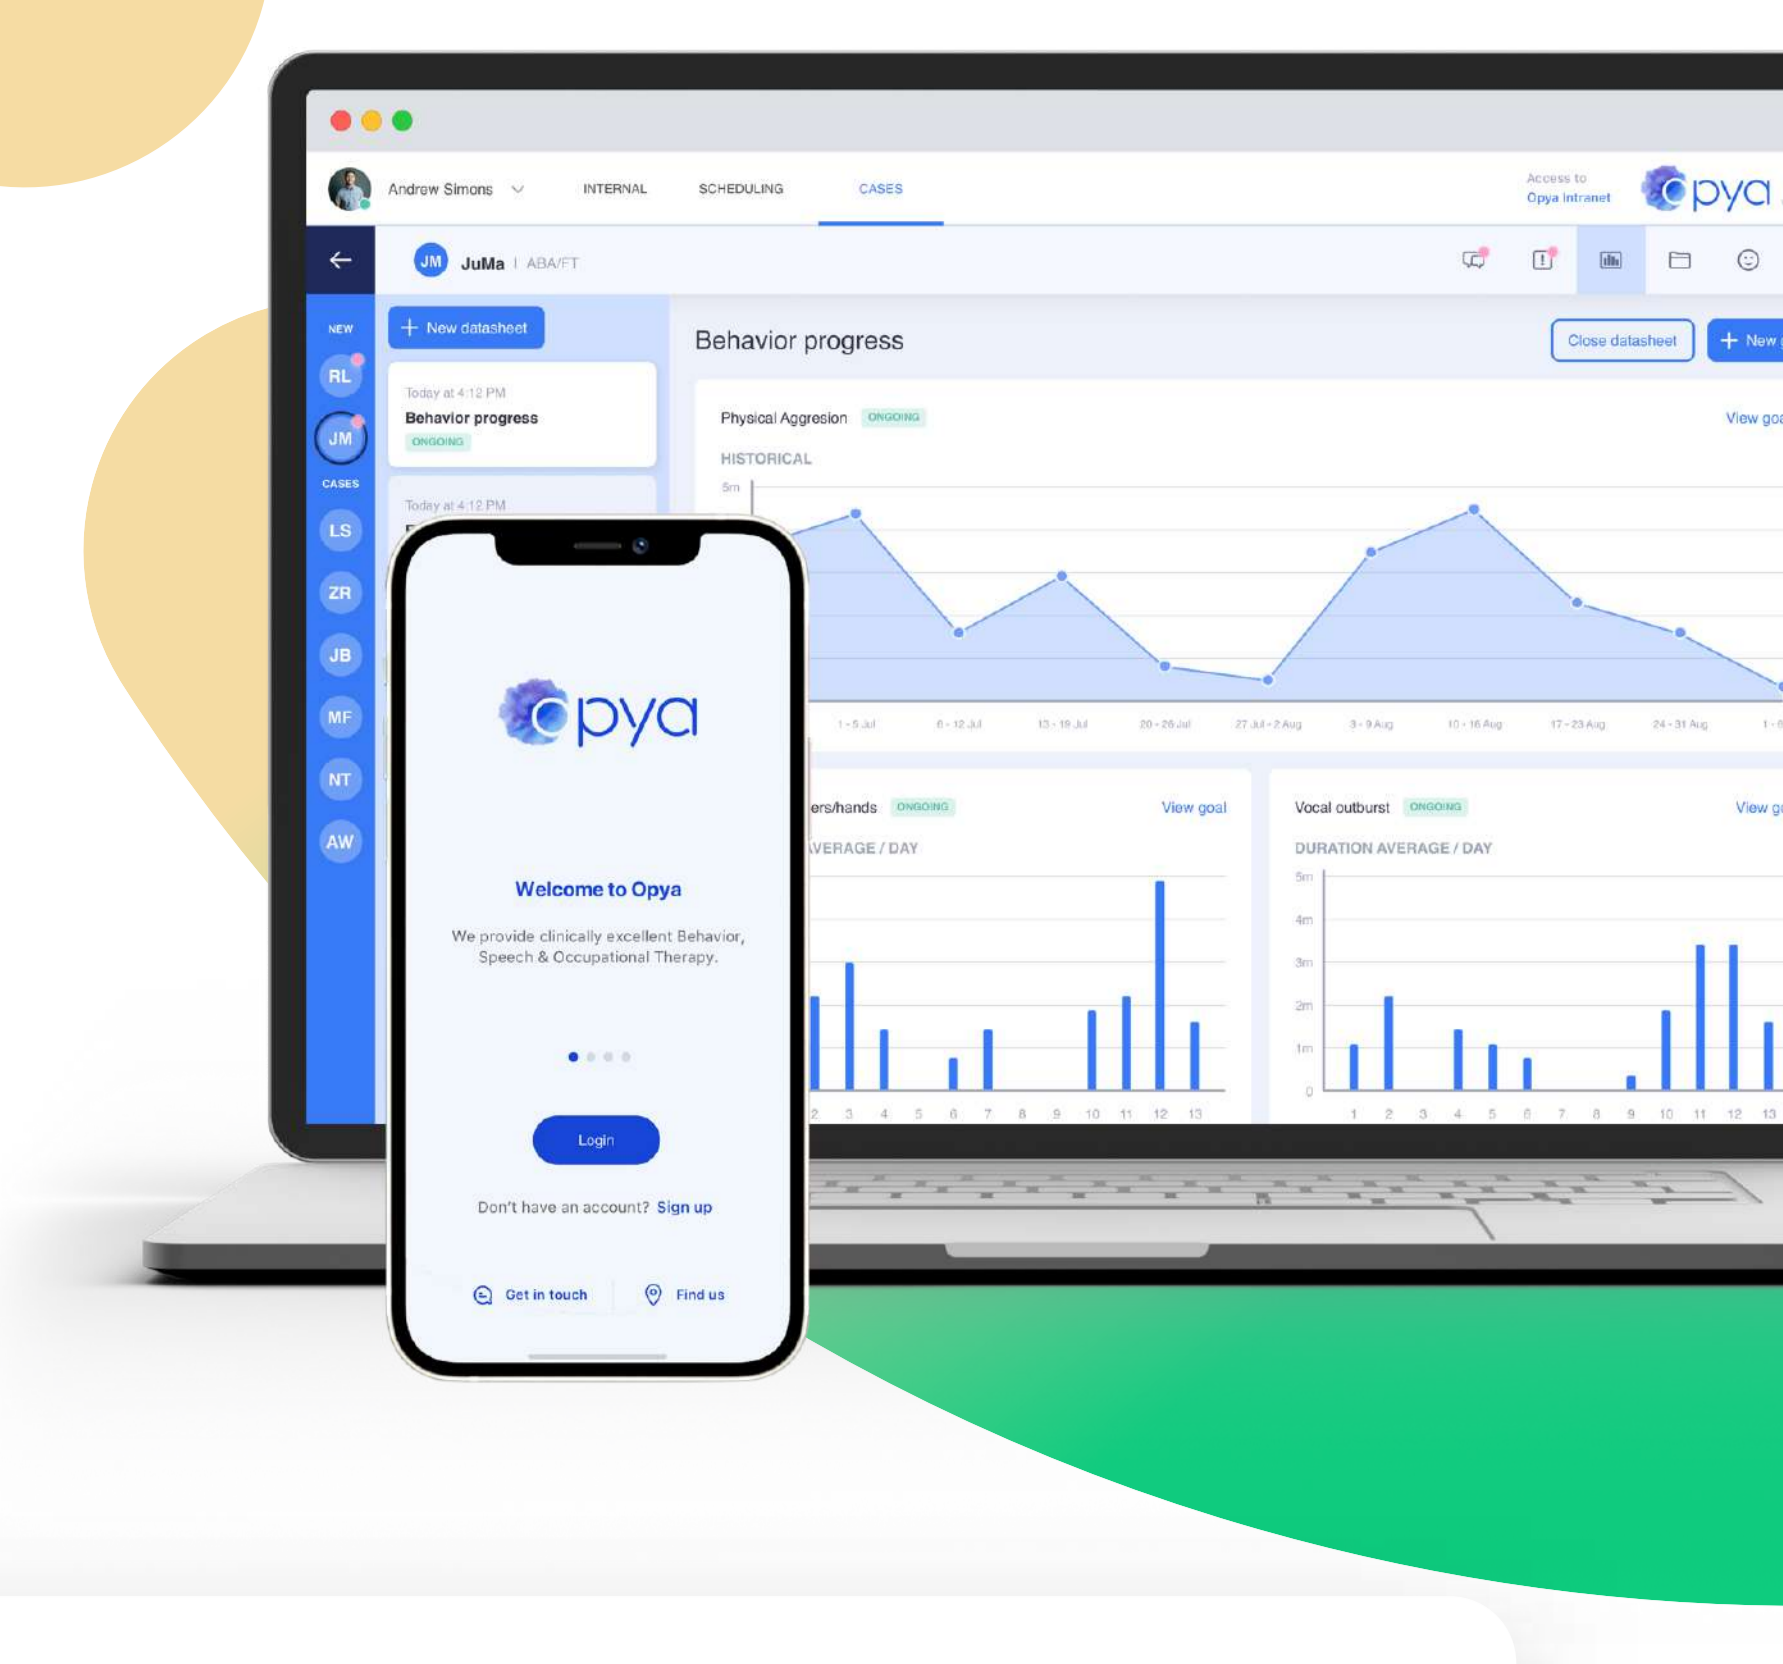 Andrew Simons
INTERNAL
SCHEDULING
CASES
Access to
Opya Intranet
opya
JM
JuMa | ABA/FT
NEW
RL
JM
CASES
LS
ZR
JB
MF
NT
AW
+ New datasheet
Today at 4:12 PM
Behavior progress
ONGOING
Today at 4:12 PM
Behavior progress
Close datasheet
+ New
Physical Aggresion ONGOING
View goa
HISTORICAL
5m
1 - 5 Jul
6 - 12 Jul
13 - 19 Jul
20 - 26 Jul
27 Jul - 2 Aug
3 - 9 Aug
10 - 16 Aug
17 - 23 Aug
24 - 31 Aug
ers/hands ONGOING
View goal
AVERAGE / DAY
2 3 4 5 6 7 8 9 10 11 12 13
Vocal outburst ONGOING
View go
DURATION AVERAGE / DAY
5m
4m
3m
2m
1m
0
1 2 3 4 5 6 7 8 9 10 11 12 13
opya
Welcome to Opya
We provide clinically excellent Behavior,
Speech & Occupational Therapy.
Login
Don't have an account? Sign up
Get in touch
Find us